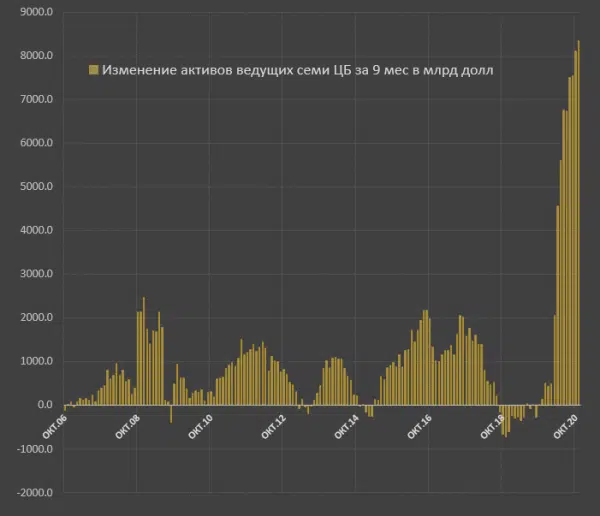 9000.0
Изменение активов ведущих семи ЦБ за 9 мес в млрд долл
8000.0
7000.0
6000.0
5000.0
4000.0
3000.0
2000.0
1000.0
0.0
-1000.0
-2000.0
ОКТ.06
ОКТ.08
ОКТ.10
ОКТ.12
ОКТ.14
ОКТ.16
ОКТ.18
ОКТ.20